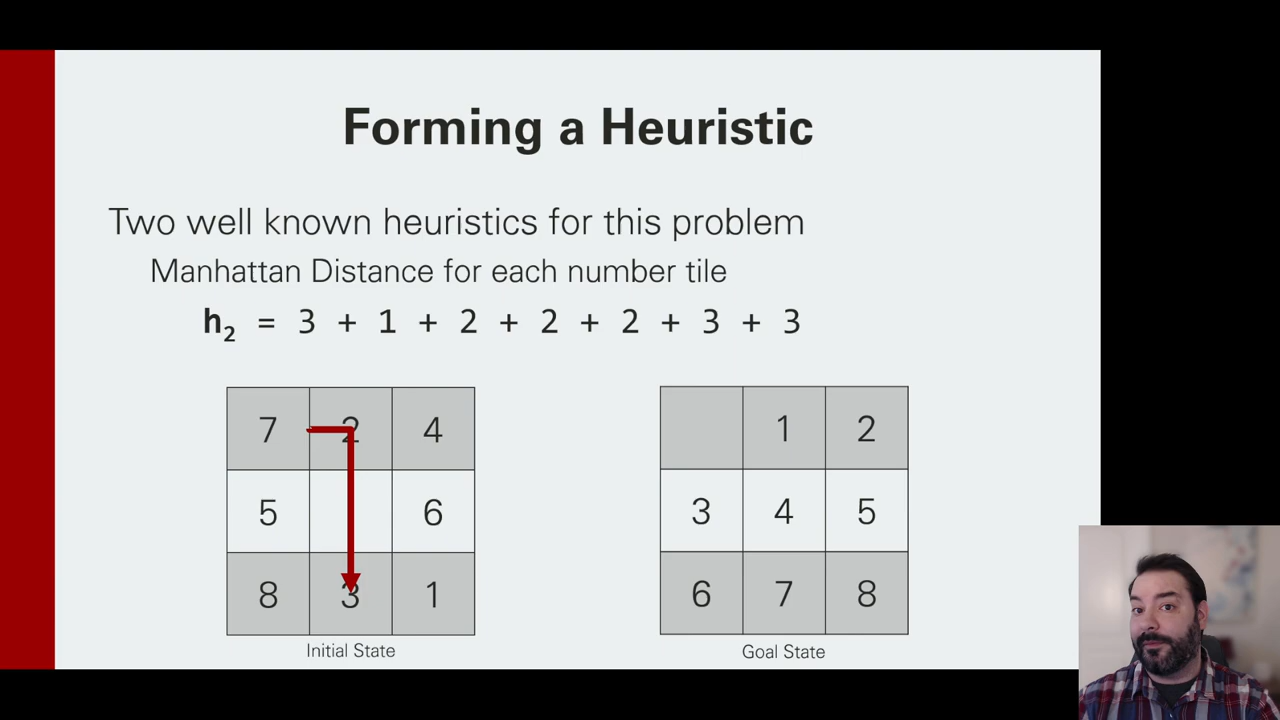 Forming a Heuristic
Two well known heuristics for this problem
Manhattan Distance for each number tile
h₂ = 3 + 1 + 2 + 2 + 2 + 3 + 3
7 2 4
5 6
8 3 1
Initial State
1 2
3 4 5
6 7 8
Goal State